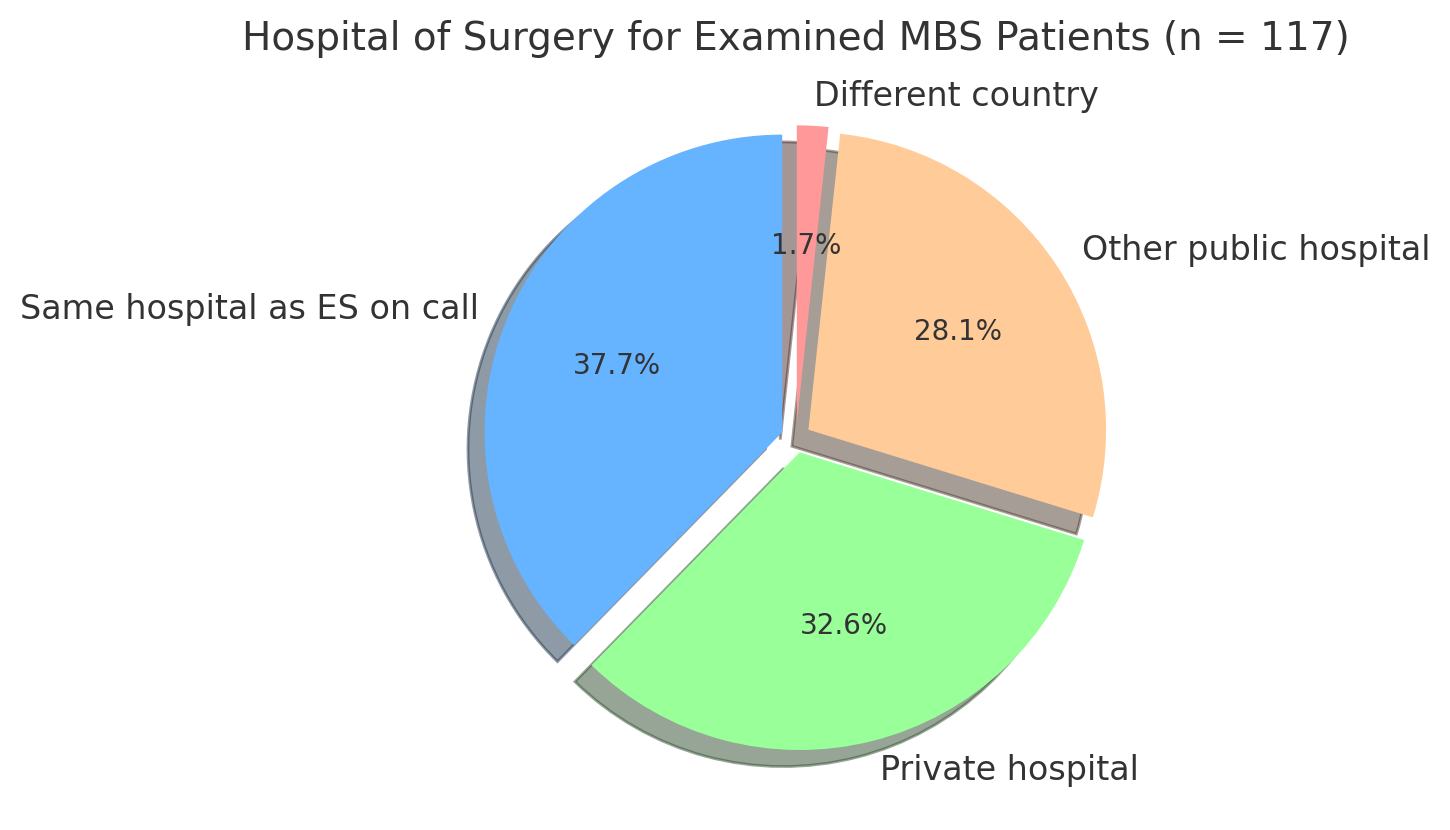 Hospital of Surgery for Examined MBS Patients (n = 117)
Different country
1.7%
Other public hospital
28.1%
Same hospital as ES on call
37.7%
32.6%
Private hospital